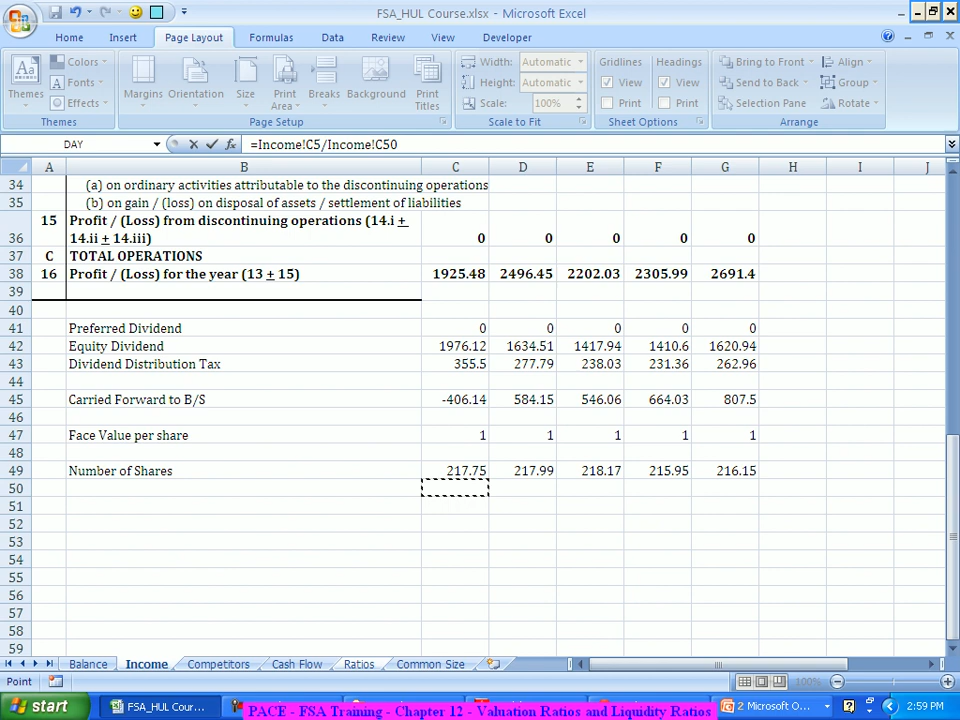 FSA_HUL Course.xlsx - Microsoft Excel
Home Insert Page Layout Formulas Data Review View Developer
Themes Colors Fonts Effects
Margins Orientation Size Print Area Breaks Background Print Titles
Width: Automatic
Height: Automatic
Scale: 100%
Gridlines Headings
View View
Print Print
Bring to Front Align
Send to Back Group
Selection Pane Rotate
Themes Page Setup Scale to Fit Sheet Options Arrange
DAY fx =Income!C5/Income!C50
A B C D E F G H I J
34 (a) on ordinary activities attributable to the discontinuing operations
35 (b) on gain / (loss) on disposal of assets / settlement of liabilities
15 Profit / (Loss) from discontinuing operations (14.i +
36 14.ii + 14.iii) 0 0 0 0 0
37 C TOTAL OPERATIONS
38 16 Profit / (Loss) for the year (13 + 15) 1925.48 2496.45 2202.03 2305.99 2691.4
39
40
41 Preferred Dividend 0 0 0 0 0
42 Equity Dividend 1976.12 1634.51 1417.94 1410.6 1620.94
43 Dividend Distribution Tax 355.5 277.79 238.03 231.36 262.96
44
45 Carried Forward to B/S -406.14 584.15 546.06 664.03 807.5
46
47 Face Value per share 1 1 1 1 1
48
49 Number of Shares 217.75 217.99 218.17 215.95 216.15
50
51
52
53
54
55
56
57
58
59
Balance Income Competitors Cash Flow Ratios Common Size
Point 100%
start FSA_HUL Cour... 2 Microsoft O... 2:59 PM
PACE - FSA Training - Chapter 12 - Valuation Ratios and Liquidity Ratios